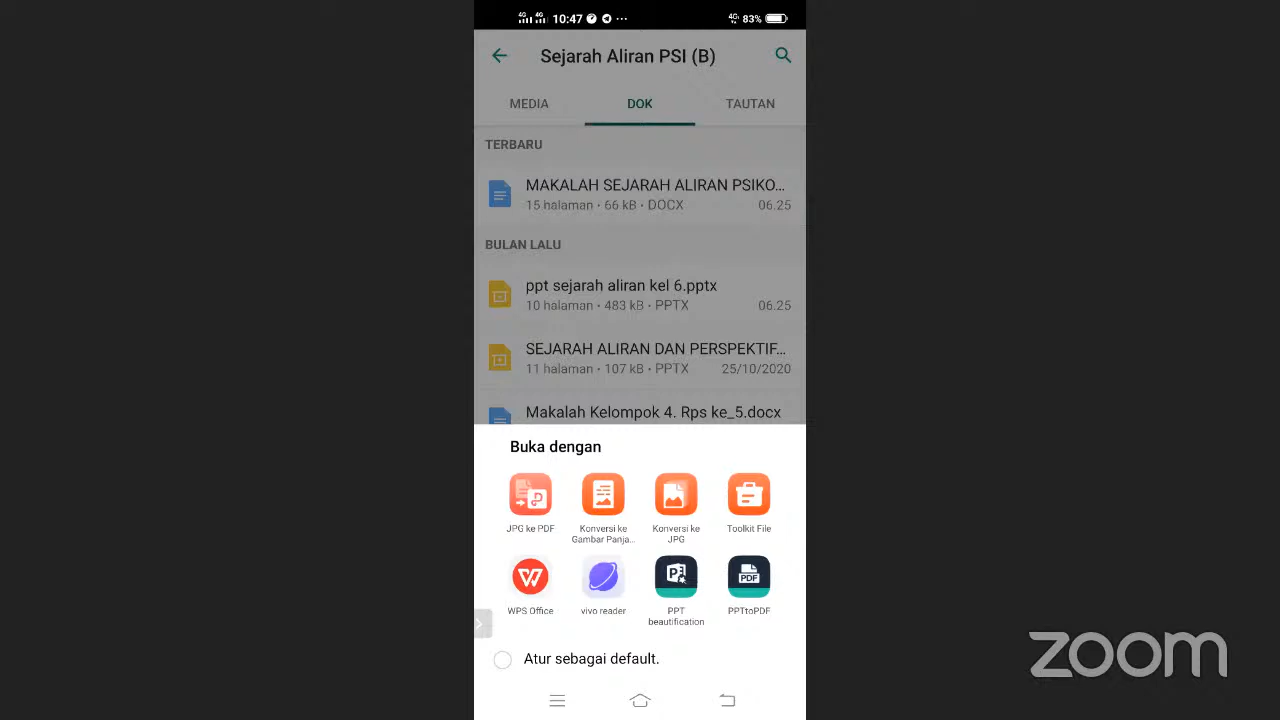 10:47
83%
Sejarah Aliran PSI (B)
MEDIA DOK TAUTAN
TERBARU
MAKALAH SEJARAH ALIRAN PSIKO...
15 halaman • 66 kB • DOCX 06.25
BULAN LALU
ppt sejarah aliran kel 6.pptx
10 halaman • 483 kB • PPTX 06.25
SEJARAH ALIRAN DAN PERSPEKTIF...
11 halaman • 107 kB • PPTX 25/10/2020
Makalah Kelompok 4. Rps ke_5.docx
Buka dengan
JPG ke PDF
Konversi ke
Gambar Panja...
Konversi ke
JPG
Toolkit File
WPS Office
vivo reader
PPT
beautification
PPTtoPDF
Atur sebagai default.
zoom